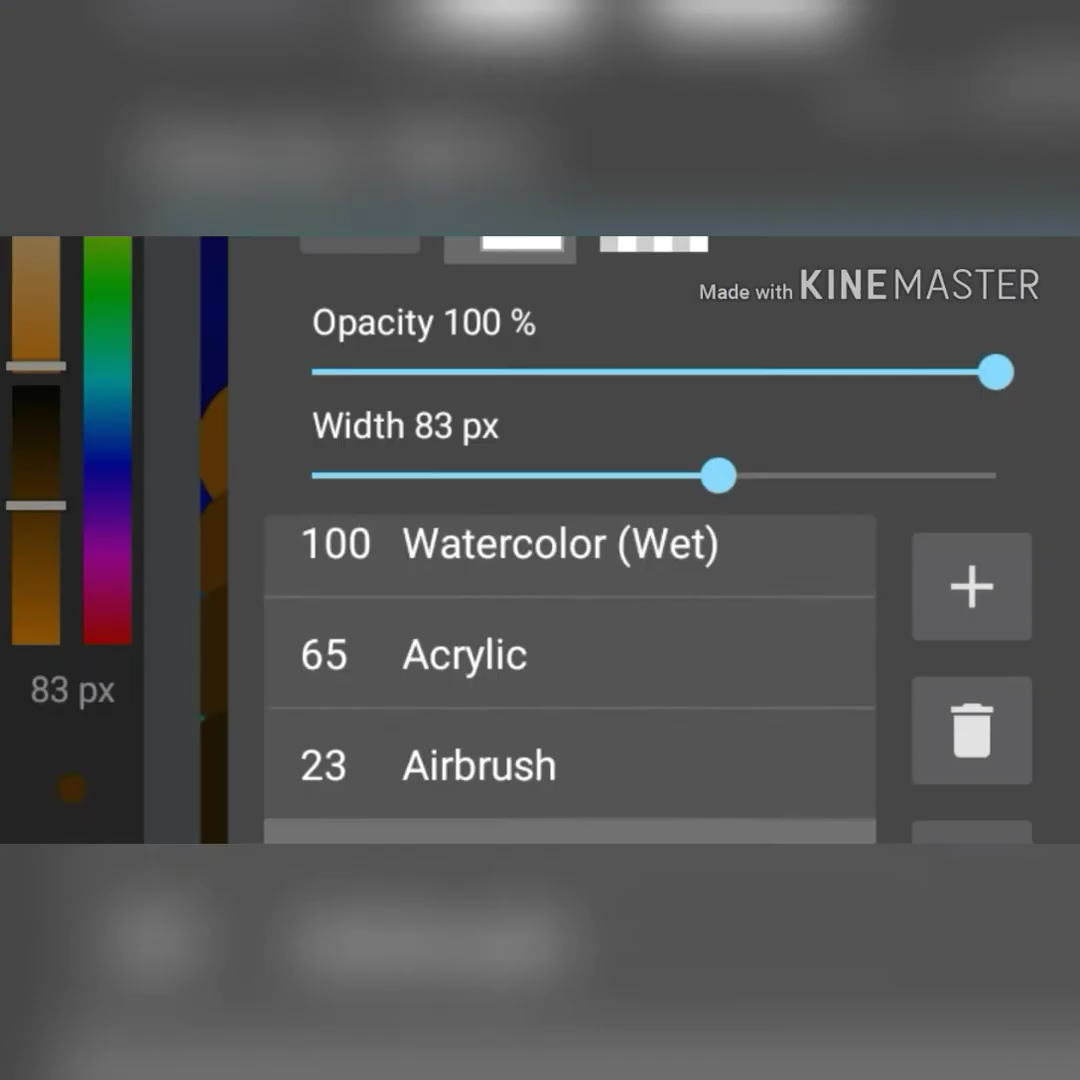 Made with KINEMASTER
Opacity 100 %
Width 83 px
100 Watercolor (Wet)
65 Acrylic
23 Airbrush
83 px